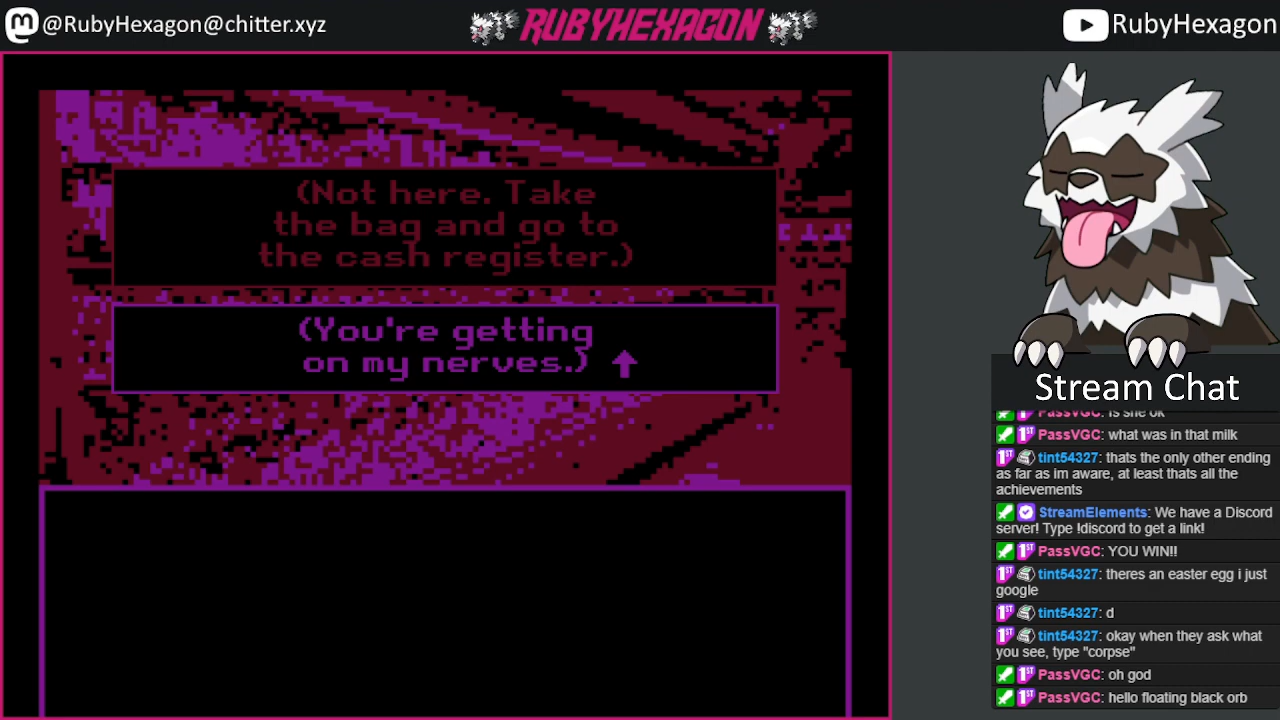 @RubyHexagon@chitter.xyz
RUBYHEXAGON
RubyHexagon
(Not here. Take
the bag and go to
the cash register.)
(You're getting
on my nerves.)
Stream Chat
PassVGC: is she ok
PassVGC: what was in that milk
tint54327: thats the only other ending
as far as im aware, at least thats all the
achievements
StreamElements: We have a Discord
server! Type !discord to get a link!
PassVGC: YOU WIN!!
tint54327: theres an easter egg i just
google
tint54327: d
tint54327: okay when they ask what
you see, type "corpse"
PassVGC: oh god
PassVGC: hello floating black orb